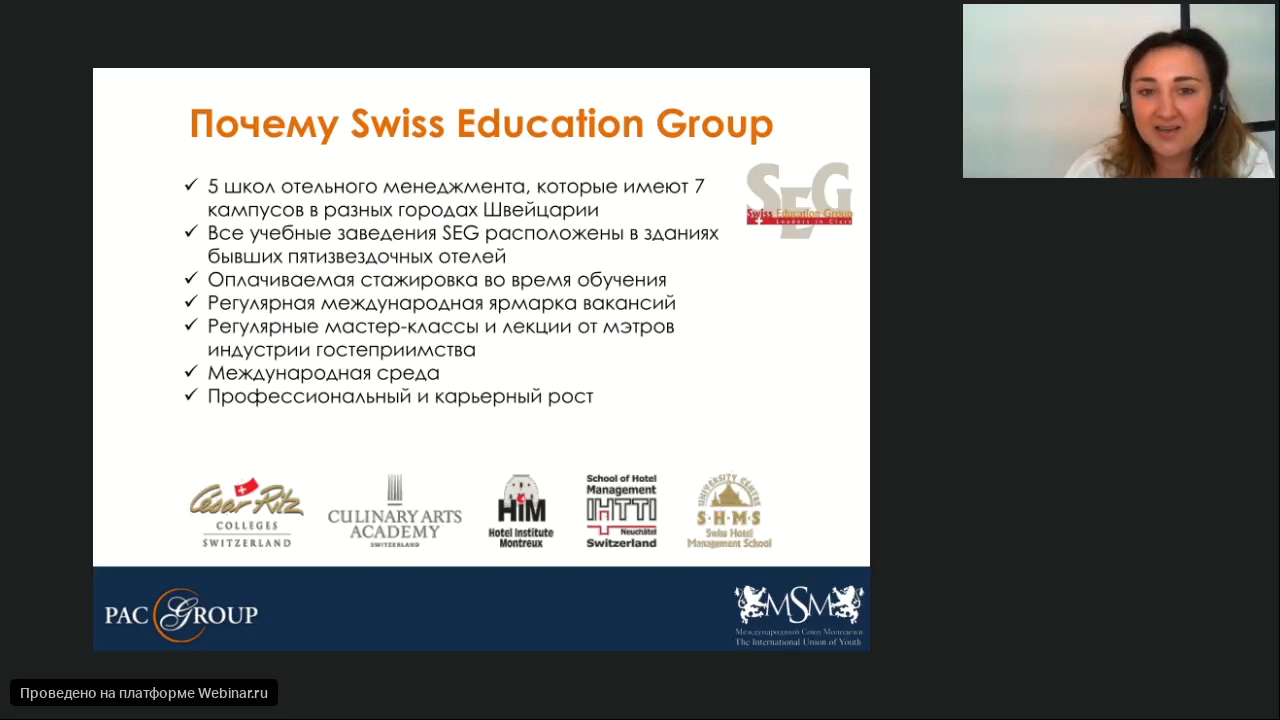 Почему Swiss Education Group
✓ 5 школ отельного менеджмента, которые имеют 7
кампусов в разных городах Швейцарии
✓ Все учебные заведения SEG расположены в зданиях
бывших пятизвездочных отелей
✓ Оплачиваемая стажировка во время обучения
✓ Регулярная международная ярмарка вакансий
✓ Регулярные мастер-классы и лекции от мэтров
индустрии гостеприимства
✓ Международная среда
✓ Профессиональный и карьерный рост
SEG
Swiss Education Group
Leaders in Class
César Ritz
COLLEGES
SWITZERLAND
CULINARY ARTS
ACADEMY
SWITZERLAND
HIM
Hotel Institute
Montreux
School of Hotel
Management
IHTTI
Neuchâtel
Switzerland
UNIVERSITY CENTRE
S·H·M·S
Swiss Hotel
Management School
PAC GROUP
MSM
Международный Союз Молодежи
The International Union of Youth
Проведено на платформе Webinar.ru